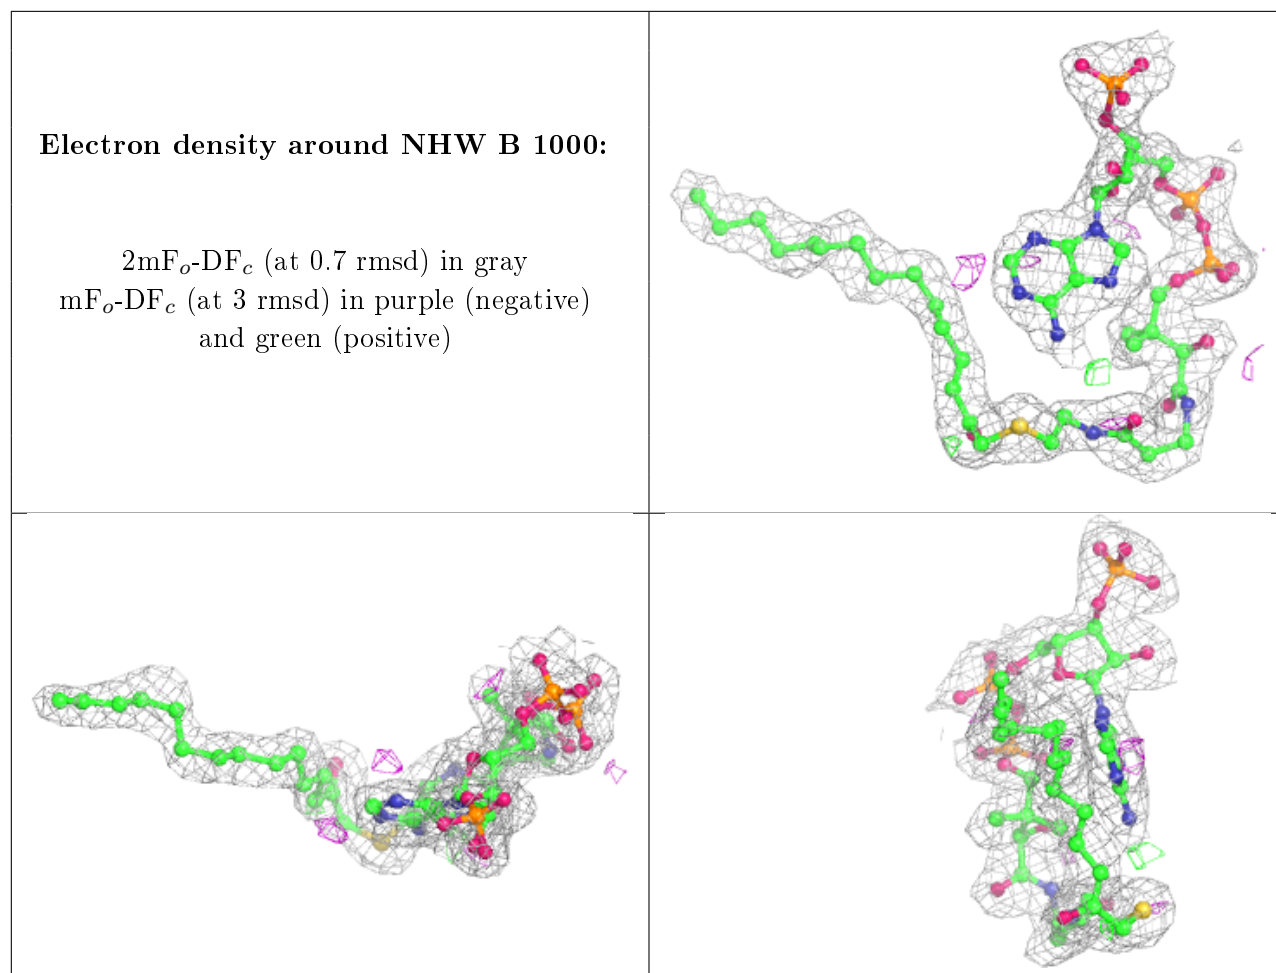 Electron density around NHW B 1000:
2mFo-DFc (at 0.7 rmsd) in gray
mFo-DFc (at 3 rmsd) in purple (negative)
and green (positive)